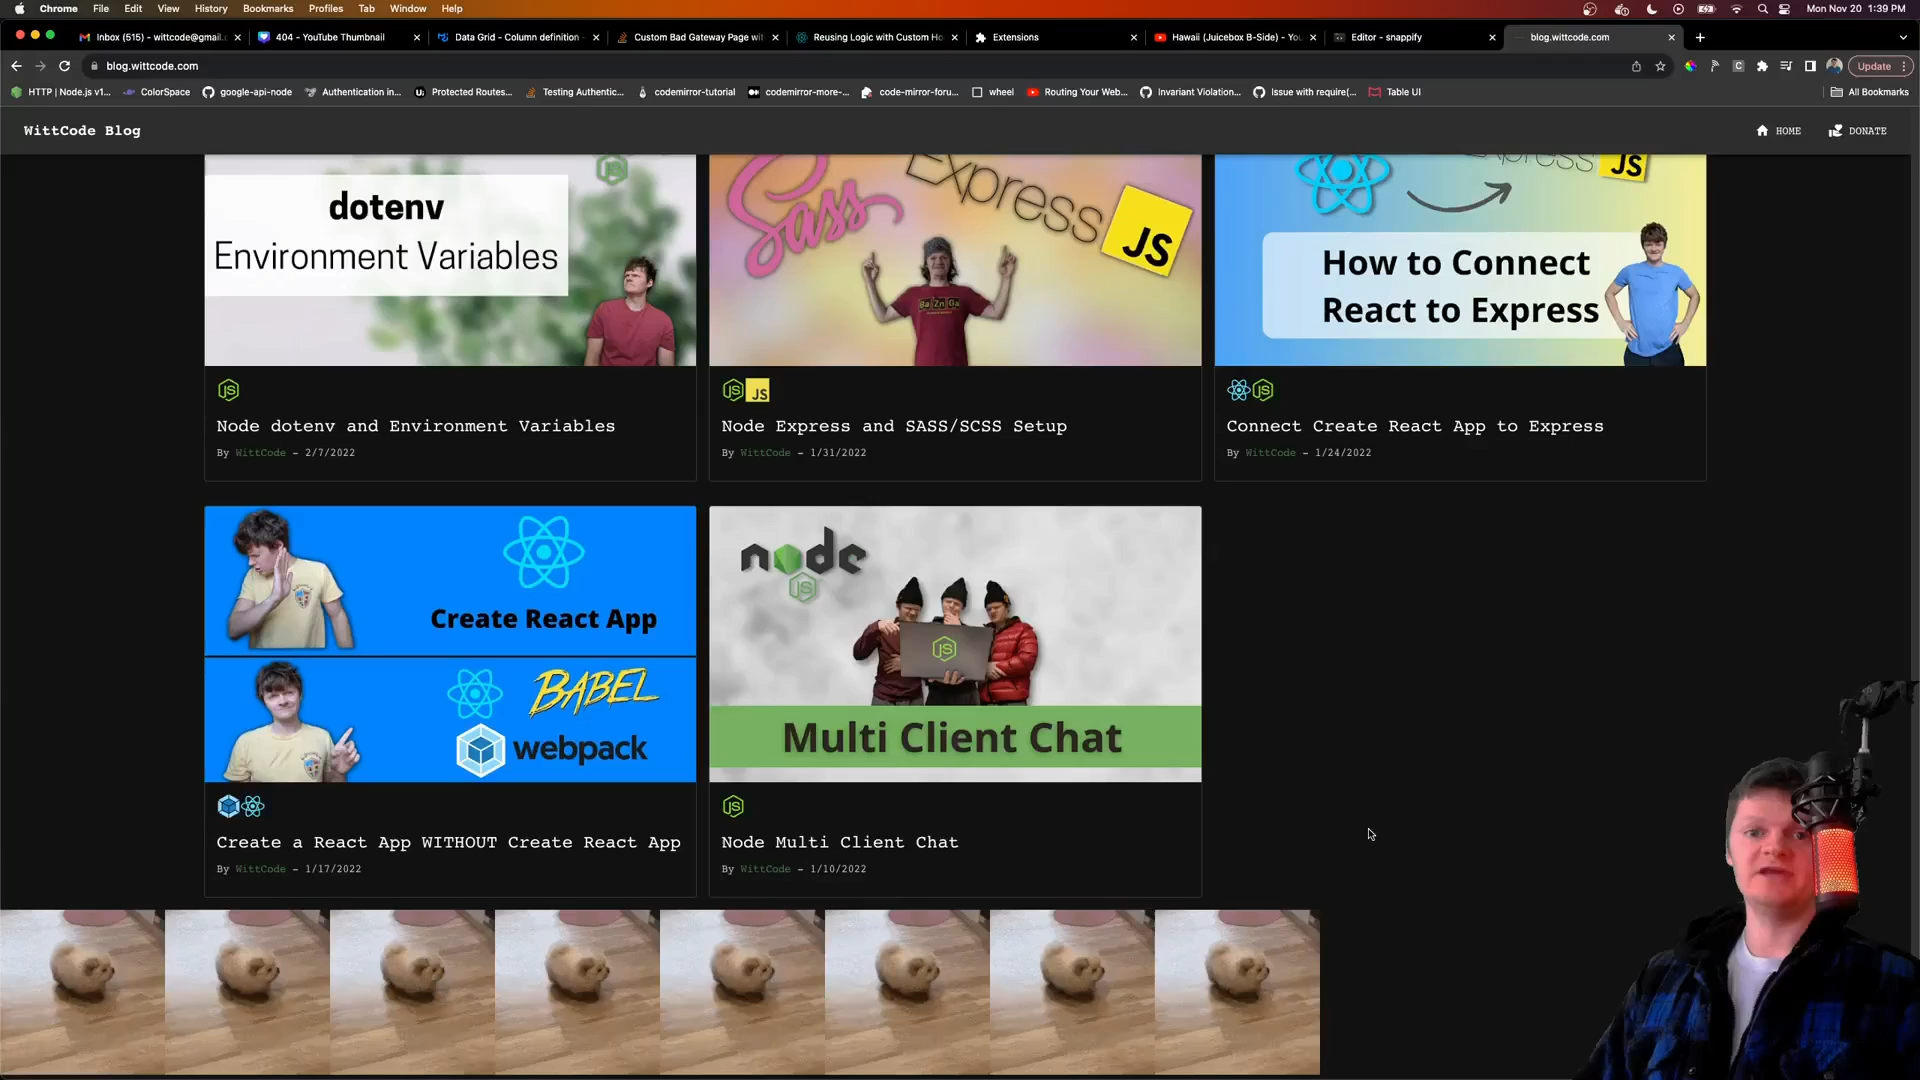 Chrome File Edit View History Bookmarks Profiles Tab Window Help Mon Nov 20 1:39 PM
Inbox (515) - wittcode@gmail. 404 - YouTube Thumbnail Data Grid - Column definition - Custom Bad Gateway Page wit Reusing Logic with Custom Ho Extensions Hawaii (Juicebox B-Side) - You Editor - snappify blog.wittcode.com
blog.wittcode.com Update
HTTP | Node.js v1... ColorSpace google-api-node Authentication in... Protected Routes... Testing Authentic... codemirror-tutorial codemirror-more-... code-mirror-foru... wheel Routing Your Web... Invariant Violation... Issue with require(... Table UI All Bookmarks
WittCode Blog HOME DONATE
dotenv
Environment Variables
Sass
Express
JS
Express
JS
How to Connect
React to Express
JS
JS JS
JS
Node dotenv and Environment Variables
By WittCode - 2/7/2022
Node Express and SASS/SCSS Setup
By WittCode - 1/31/2022
Connect Create React App to Express
By WittCode - 1/24/2022
Create React App
BABEL
webpack
node
JS
JS
Multi Client Chat
JS
Create a React App WITHOUT Create React App
By WittCode - 1/17/2022
Node Multi Client Chat
By WittCode - 1/10/2022